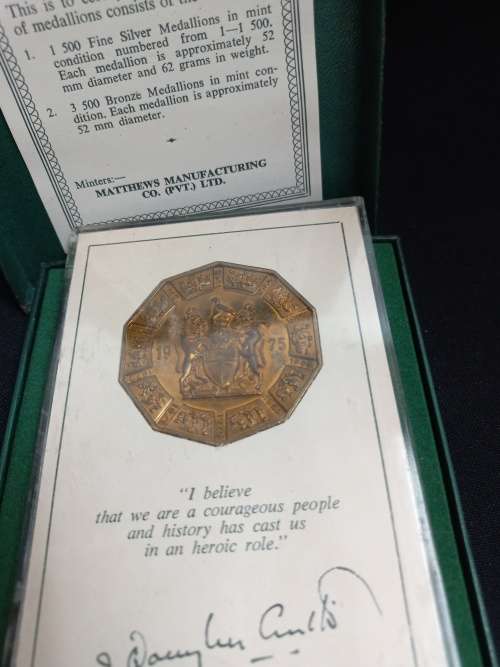 This is to
of medallions consists of the
1. 1 500 Fine Silver Medallions in mint
condition numbered from 1—1 500.
Each medallion is approximately 52
mm diameter and 62 grams in weight.
2. 3 500 Bronze Medallions in mint con-
dition. Each medallion is approximately
52 mm diameter.
Minters:—
MATTHEWS MANUFACTURING
CO. (PVT.) LTD.
1975
"I believe
that we are a courageous people
and history has cast us
in an heroic role."